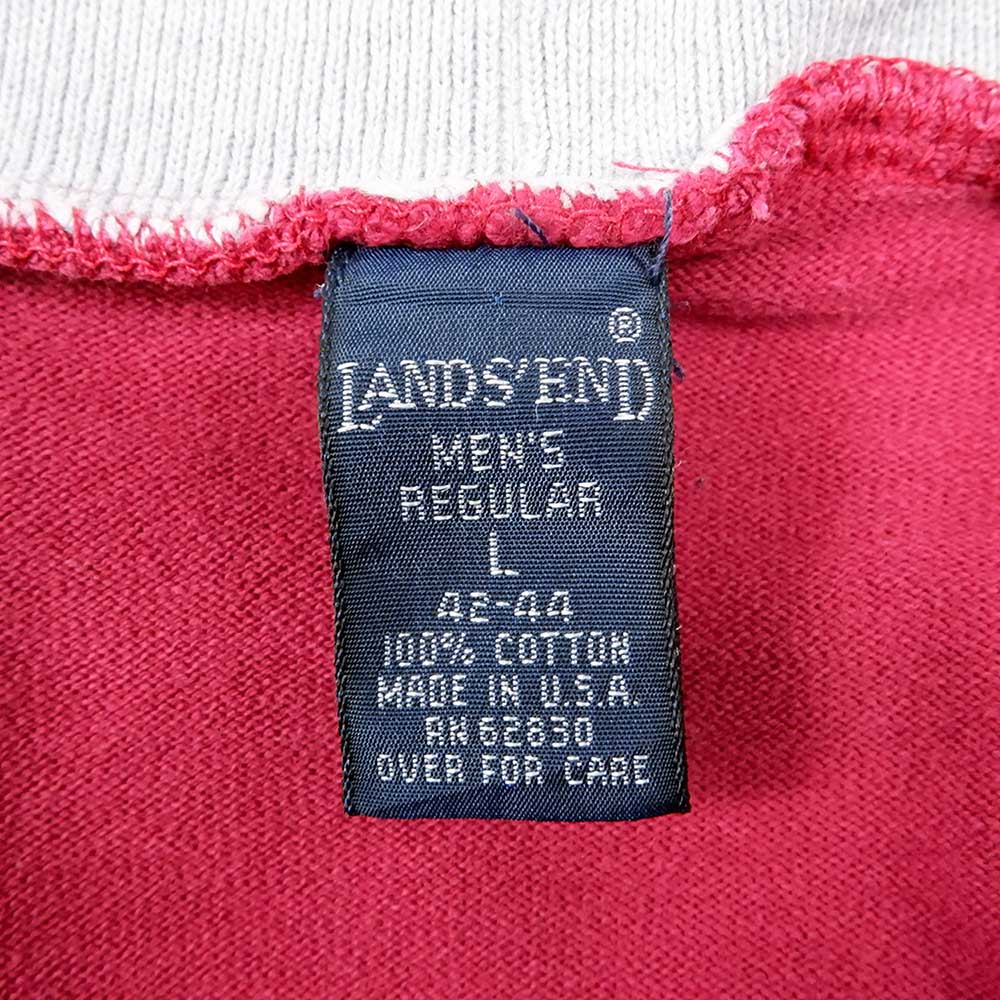 ®
LANDS' END
MEN'S
REGULAR
L
42-44
100% COTTON
MADE IN U.S.A.
RN 62830
OVER FOR CARE